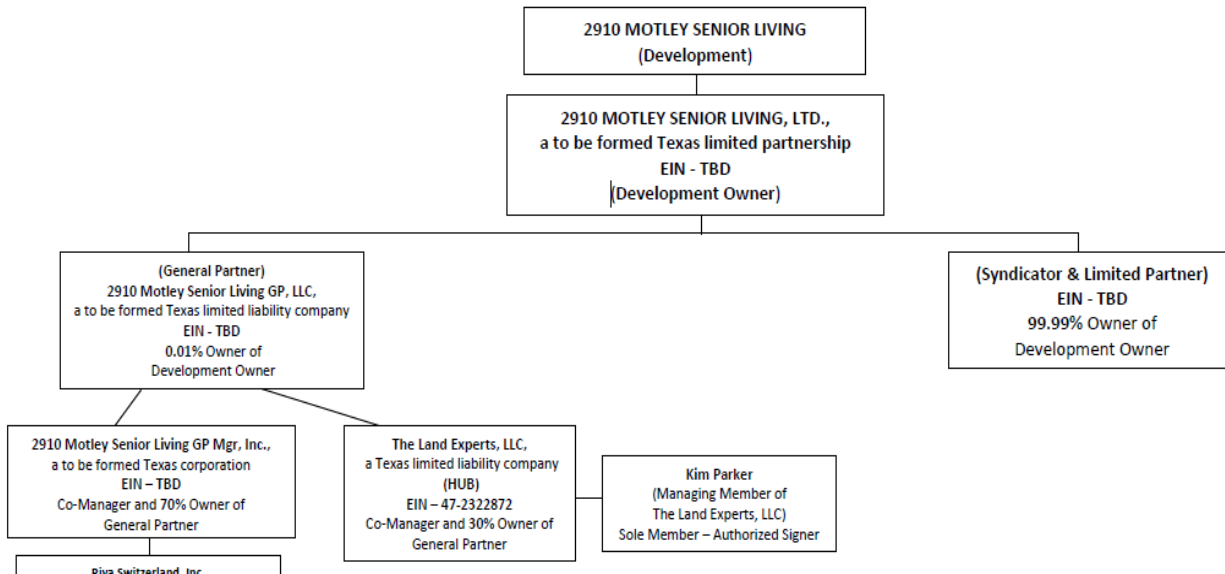 2910 MOTLEY SENIOR LIVING
(Development)
2910 MOTLEY SENIOR LIVING, LTD.,
a to be formed Texas limited partnership
EIN - TBD
(Development Owner)
(General Partner)
2910 Motley Senior Living GP, LLC,
a to be formed Texas limited liability company
EIN - TBD
0.01% Owner of
Development Owner
(Syndicator & Limited Partner)
EIN - TBD
99.99% Owner of
Development Owner
2910 Motley Senior Living GP Mgr, Inc.,
a to be formed Texas corporation
EIN – TBD
Co-Manager and 70% Owner of
General Partner
The Land Experts, LLC,
a Texas limited liability company
(HUB)
EIN – 47-2322872
Co-Manager and 30% Owner of
General Partner
Kim Parker
(Managing Member of
The Land Experts, LLC)
Sole Member – Authorized Signer
Switzerland, Inc